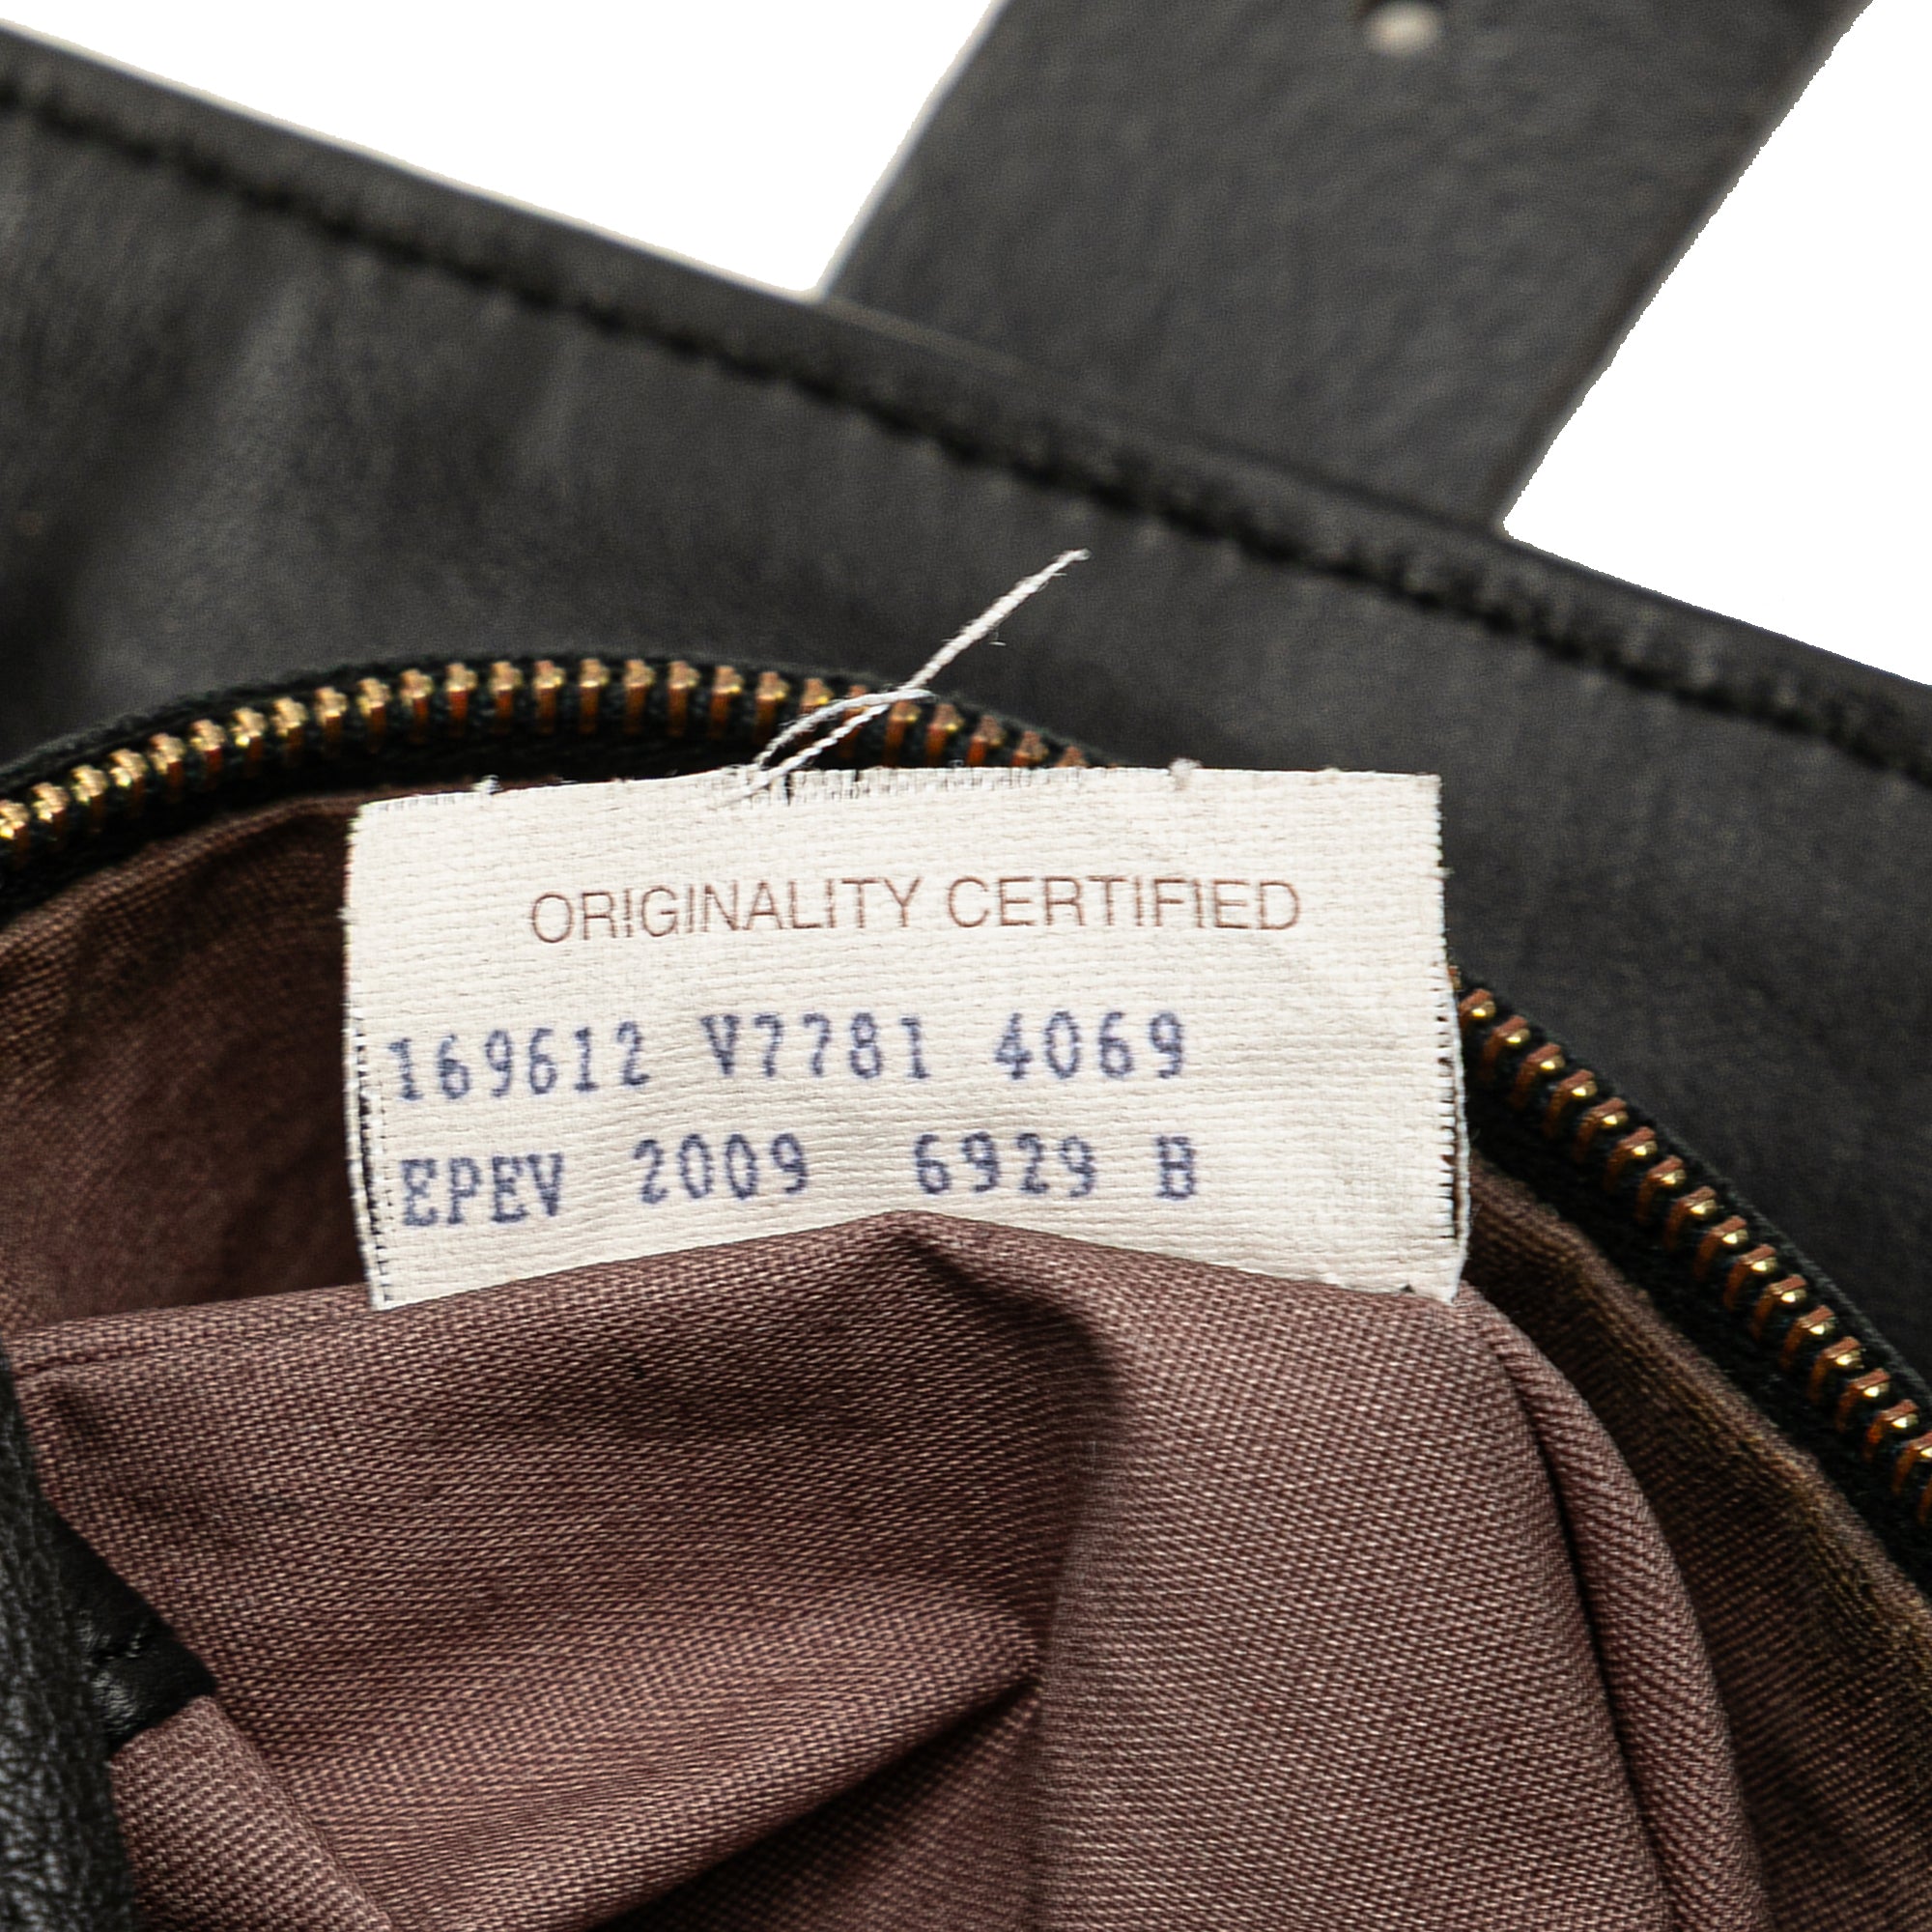 ORIGINALITY CERTIFIED
169612 V7781 4069
EPEV 2009 6929 B